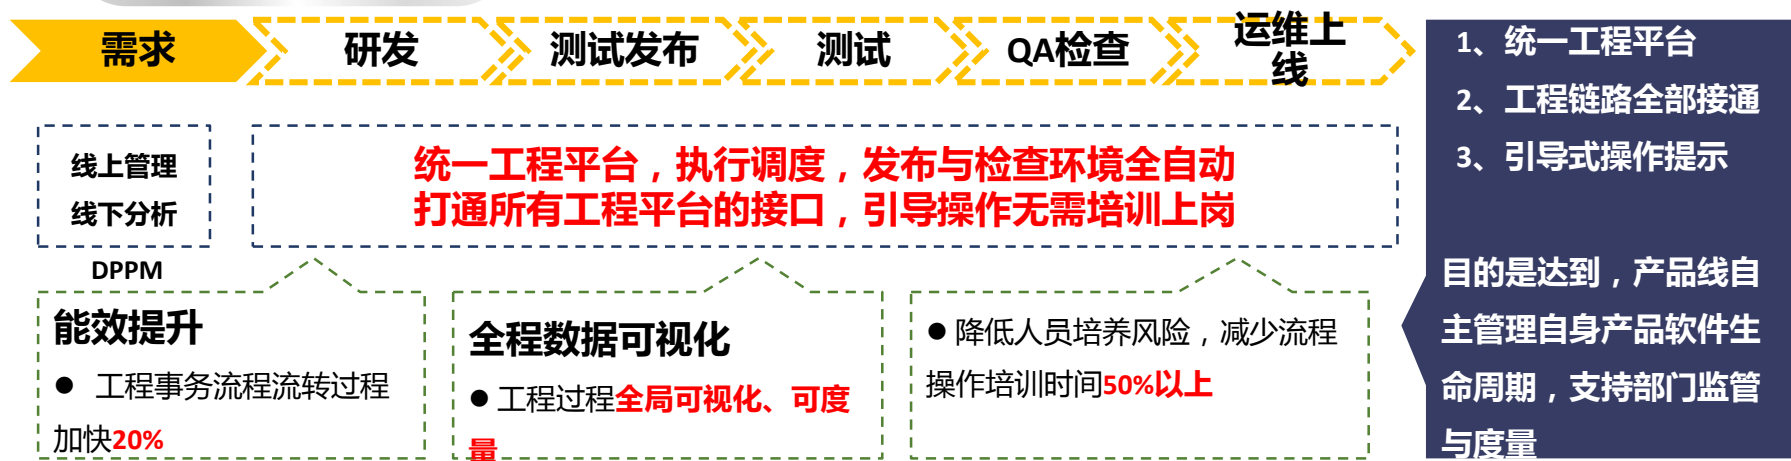 需求
研发
测试发布
测试
QA检查
运维上
线
线上管理
线下分析
统一工程平台，执行调度，发布与检查环境全自动
打通所有工程平台的接口，引导操作无需培训上岗
DPPM
能效提升
● 工程事务流程流转过程
加快20%
全程数据可视化
● 工程过程全局可视化、可度
量
● 降低人员培养风险，减少流程
操作培训时间50%以上
1、统一工程平台
2、工程链路全部接通
3、引导式操作提示
目的是达到，产品线自
主管理自身产品软件生
命周期，支持部门监管
与度量